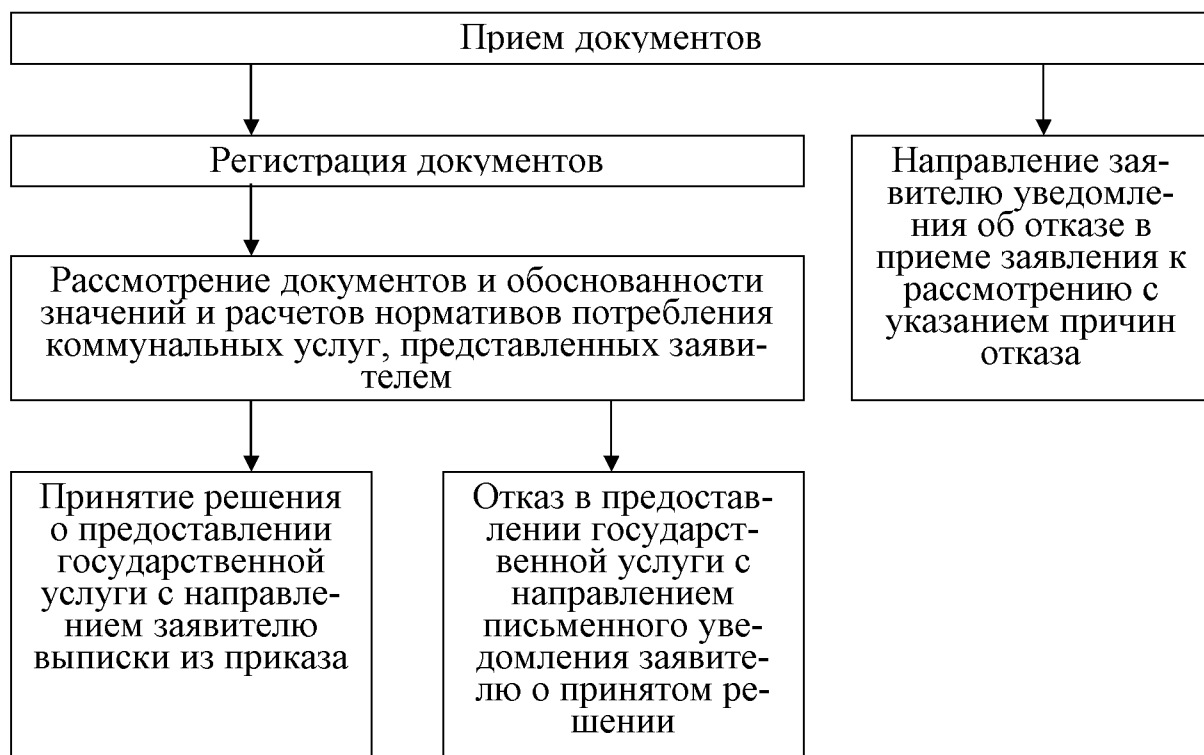 Прием документов
Регистрация документов
Направление зая-
вителю уведомле-
ния об отказе в
приеме заявления к
рассмотрению с
указанием причин
отказа
Рассмотрение документов и обоснованности
значений и расчетов нормативов потребления
коммунальных услуг, представленных заяви-
телем
Принятие решения
о предоставлении
государственной
услуги с направле-
нием заявителю
выписки из приказа
Отказ в предостав-
лении государст-
венной услуги с
направлением
письменного уве-
домления заявите-
лю о принятом ре-
шении